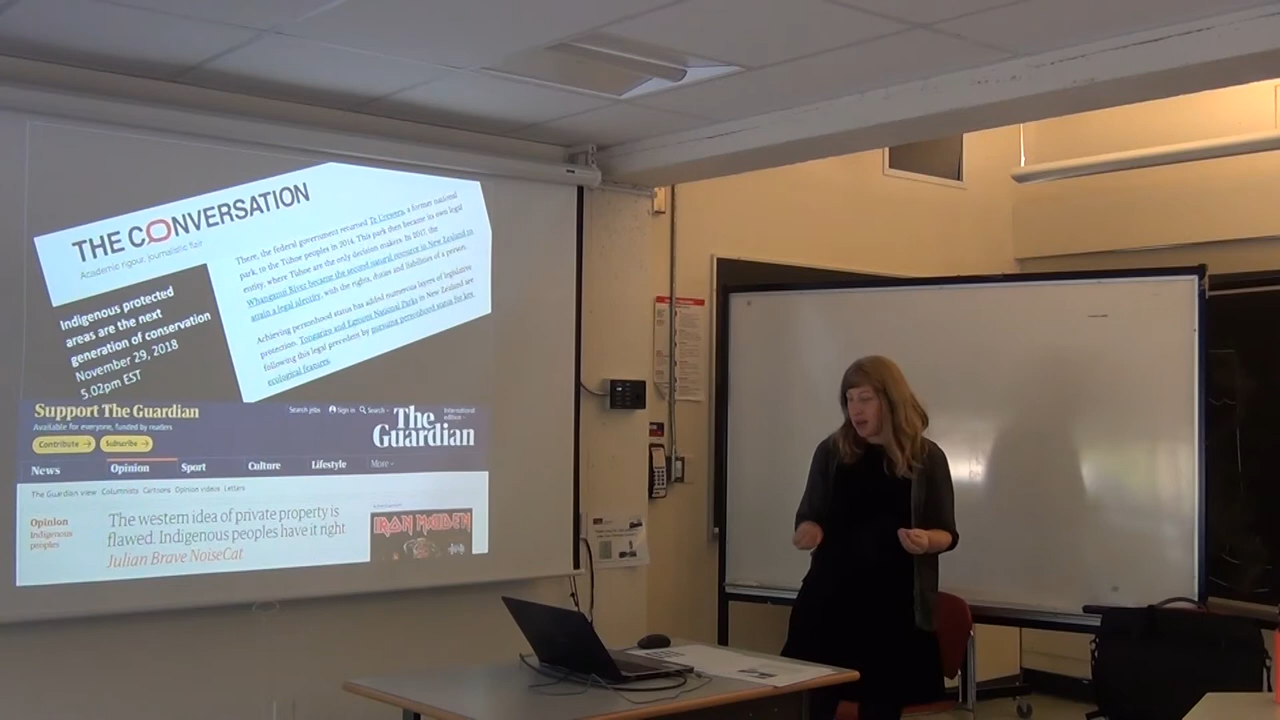 THE CONVERSATION
Academic rigour, journalistic flair
There, the federal government returned Te Urewera, a former national
park, to the Tūhoe peoples in 2014. This park then became its own legal
entity, where Tūhoe are the only decision makers. In 2017, the
Whanganui River became the second natural resource in New Zealand to
attain a legal identity, with the rights, duties and liabilities of a person.
Achieving personhood status has added numerous layers of legislative
protection. Tongariro and Egmont National Parks in New Zealand are
following this legal precedent by pursuing personhood status for key
ecological features.
Indigenous protected
areas are the next
generation of conservation
November 29, 2018
5.02pm EST
Support The Guardian
Available for everyone, funded by readers
Contribute → Subscribe →
Search jobs Sign in Search
International
edition
The
Guardian
News Opinion Sport Culture Lifestyle More
The Guardian view Columnists Cartoons Opinion videos Letters
Opinion
Indigenous
peoples
The western idea of private property is
flawed. Indigenous peoples have it right
Julian Brave NoiseCat
IRON MAIDEN